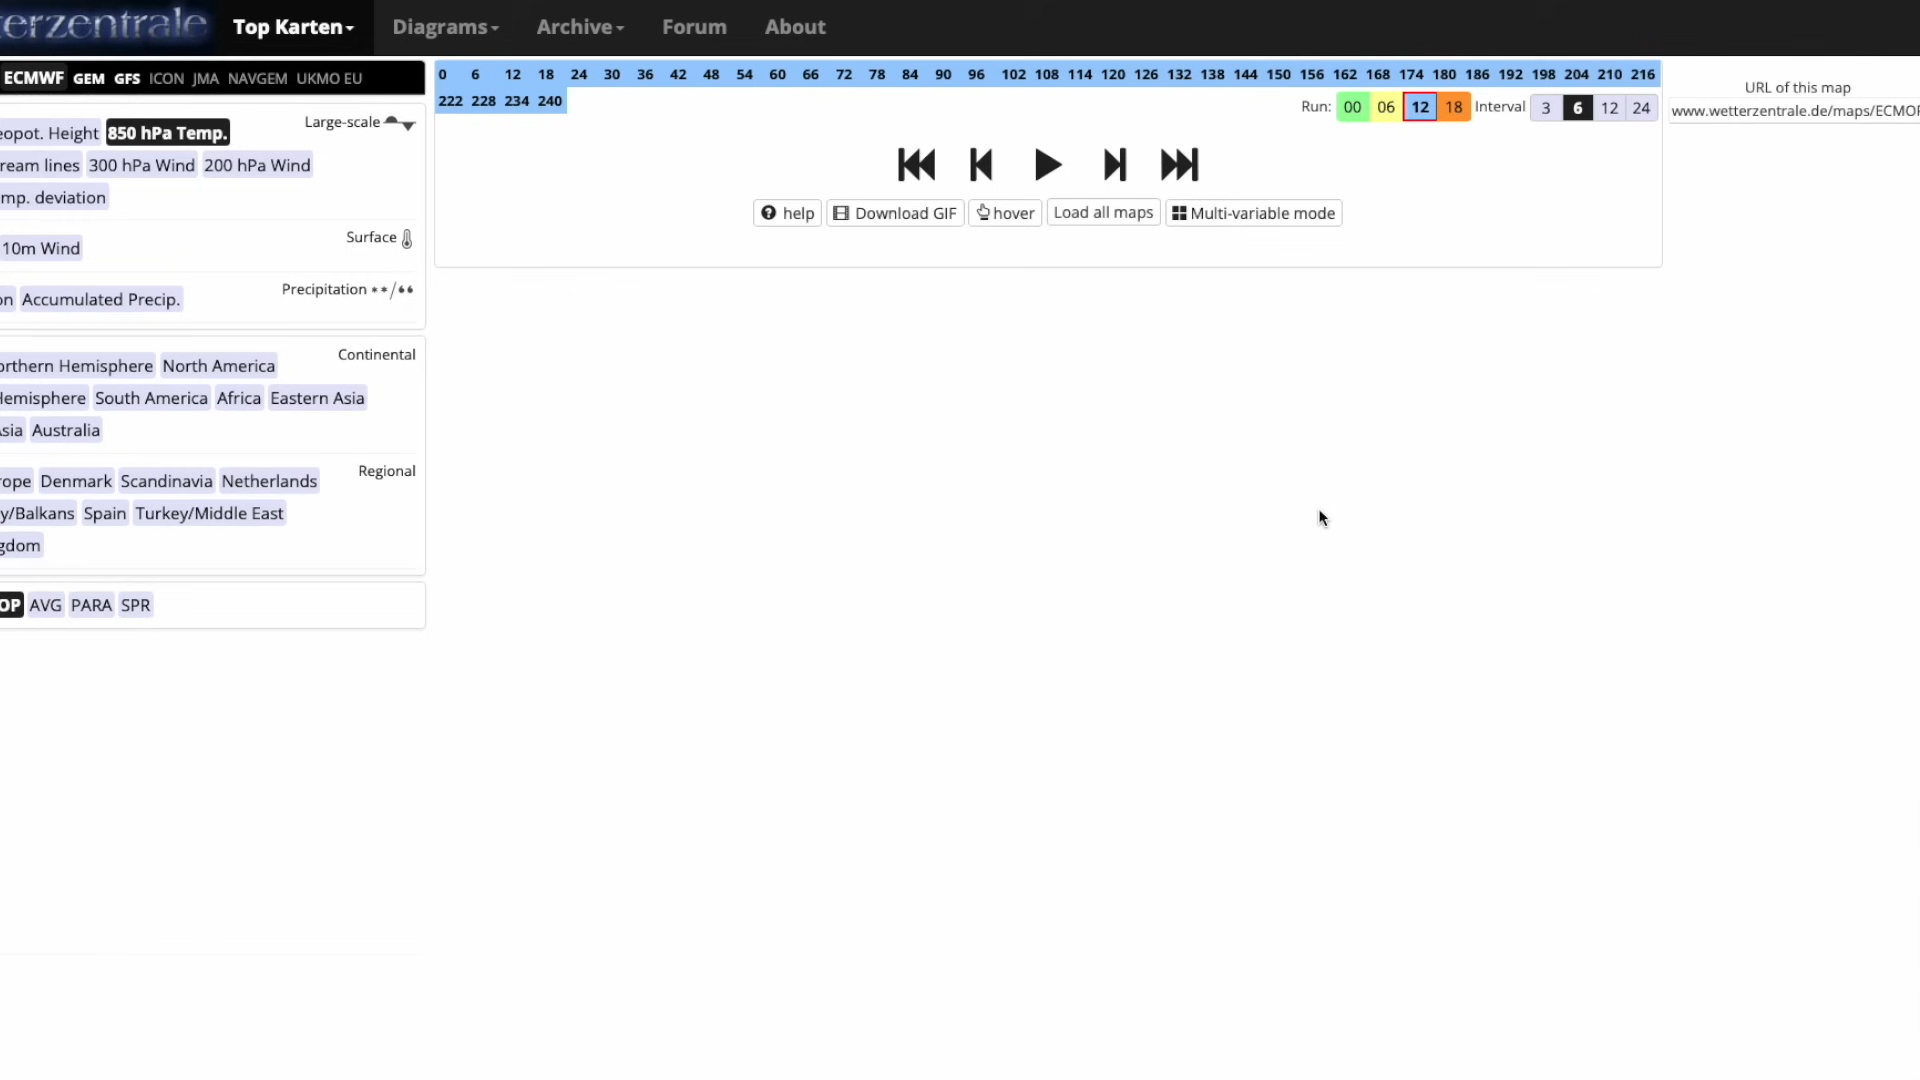 erzentrale Top Karten Diagrams Archive Forum About
ECMWF GEM GFS ICON JMA NAVGEM UKMO EU
0 6 12 18 24 30 36 42 48 54 60 66 72 78 84 90 96 102 108 114 120 126 132 138 144 150 156 162 168 174 180 186 192 198 204 210 216
222 228 234 240
Run: 00 06 12 18 Interval 3 6 12 24
URL of this map
www.wetterzentrale.de/maps/ECMOP
help Download GIF hover Load all maps Multi-variable mode
Large-scale
eopot. Height 850 hPa Temp.
ream lines 300 hPa Wind 200 hPa Wind
mp. deviation
Surface
10m Wind
Precipitation
on Accumulated Precip.
Continental
orthern Hemisphere North America
Hemisphere South America Africa Eastern Asia
Asia Australia
Regional
rope Denmark Scandinavia Netherlands
y/Balkans Spain Turkey/Middle East
gdom
OP AVG PARA SPR